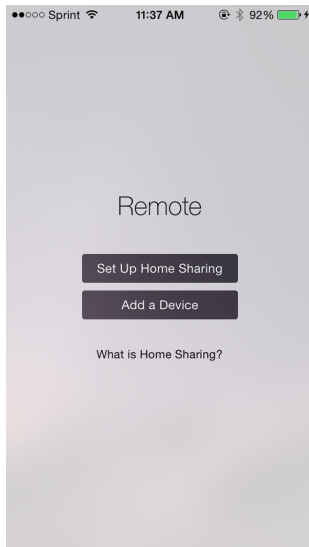 Sprint 11:37 AM 92%
Remote
Set Up Home Sharing
Add a Device
What is Home Sharing?